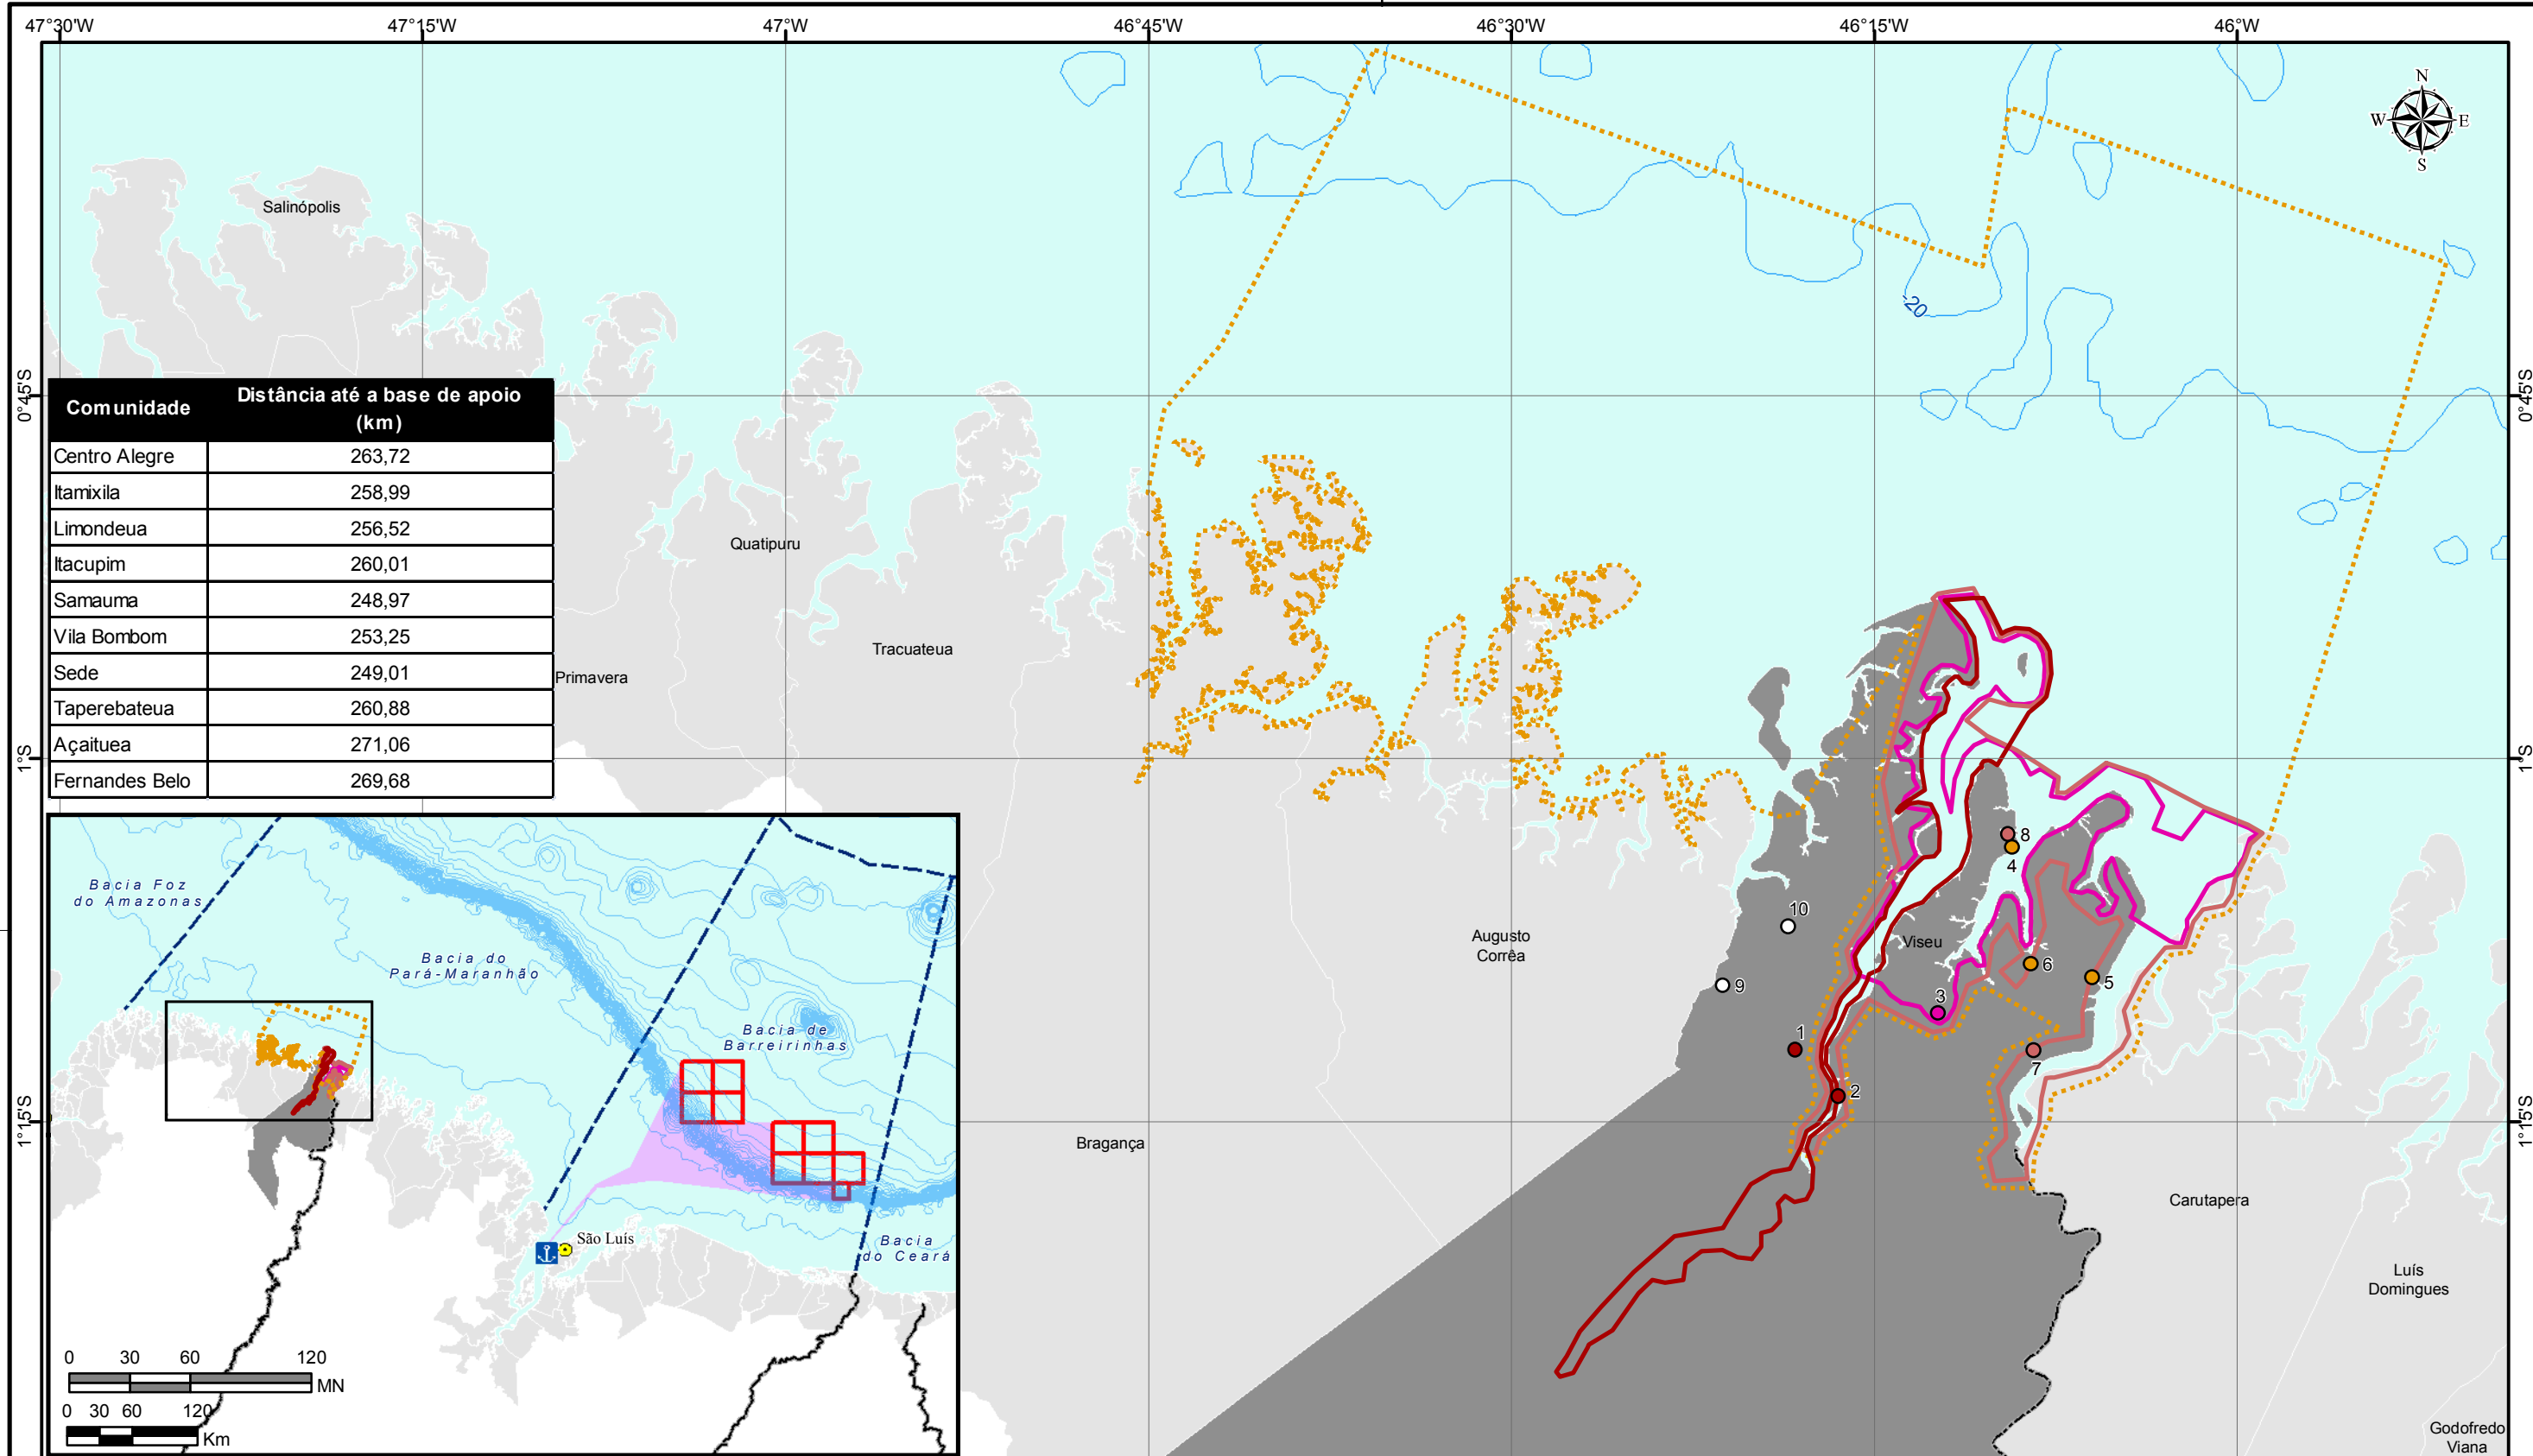 47°30'W 47°15'W 47°0'W 46°45'W 46°30'W 46°15'W 46°0'W
N
W E
S
Salinópolis
-20
0°45'S 0°45'S
Comunidade Distância até a base de apoio (km)
Centro Alegre 263,72
Itamixila 258,99
Limondeua 256,52
Itacupim 260,01
Samauma 248,97
Vila Bombom 253,25
Sede 249,01
Taperebateua 260,88
Açaituea 271,06
Fernandes Belo 269,68
Quatipuru
Tracuateua
Primavera
1°S 1°S
8
4
10
Augusto
Corrêa
Viseu
6
5
9
3
1
7
2
1°15'S 1°15'S
Bragança
Carutapera
Luís
Domingues
Godofredo
Viana
Bacia Foz
do Amazonas
Bacia do
Pará-Maranhão
Bacia de
Barreirinhas
São Luís
Bacia
do Ceará
0 30 60 120
MN
0 30 60 120
Km